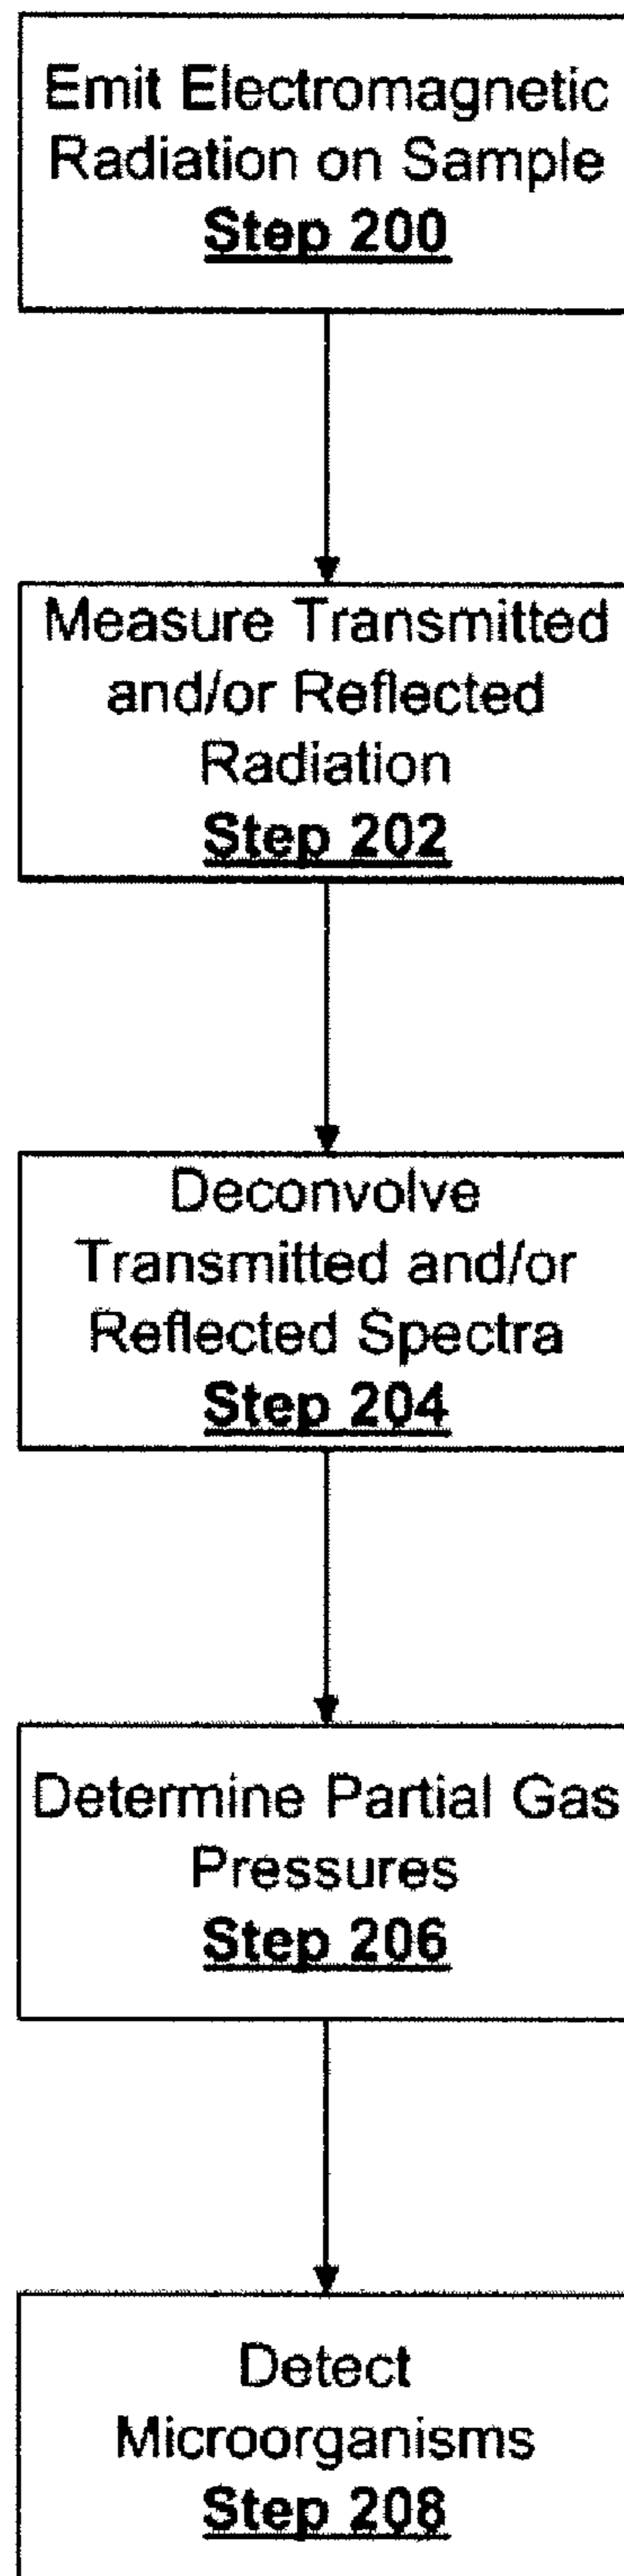 Emit Electromagnetic
Radiation on Sample
Step 200
Measure Transmitted
and/or Reflected
Radiation
Step 202
Deconvolve
Transmitted and/or
Reflected Spectra
Step 204
Determine Partial Gas
Pressures
Step 206
Detect
Microorganisms
Step 208